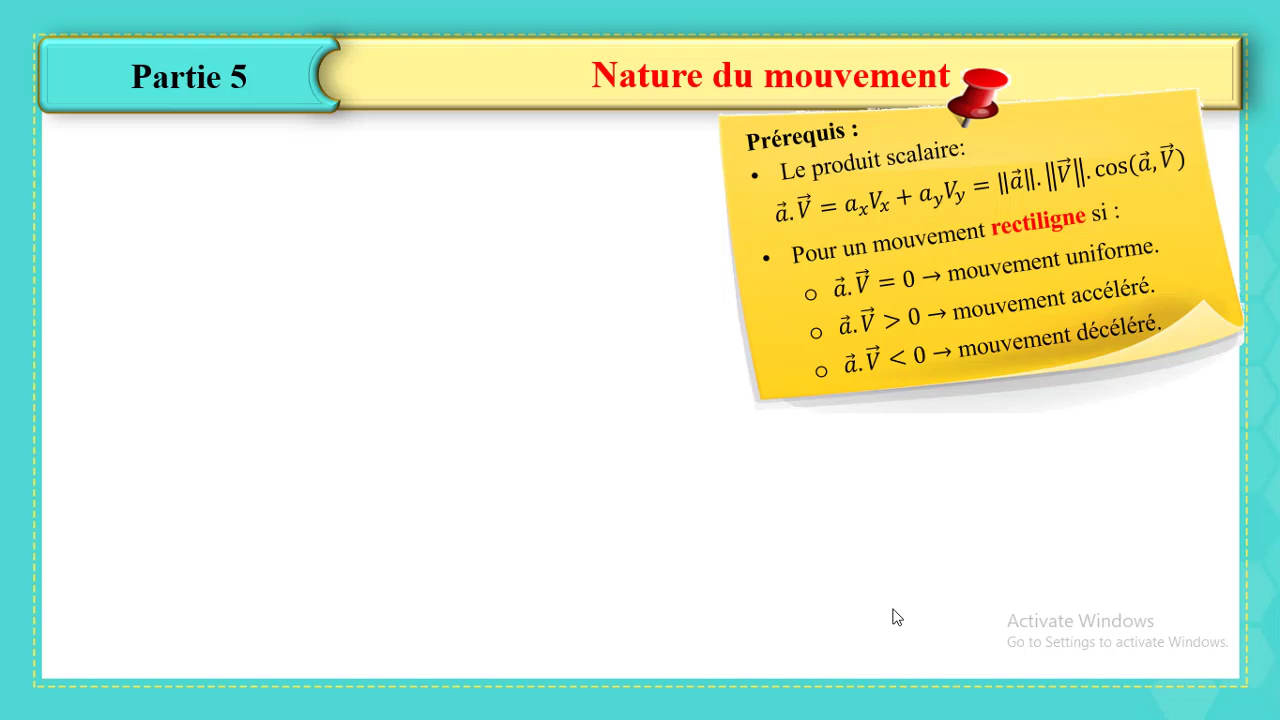 Partie 5
Nature du mouvement
Prérequis :
• Le produit scalaire:
a⃗.V⃗ = aₓVₓ + a_yV_y = ‖a⃗‖.‖V⃗‖.cos(a⃗,V⃗)
• Pour un mouvement rectiligne si :
o a⃗.V⃗ = 0 → mouvement uniforme.
o a⃗.V⃗ > 0 → mouvement accéléré.
o a⃗.V⃗ < 0 → mouvement décéléré.
Activate Windows
Go to Settings to activate Windows.